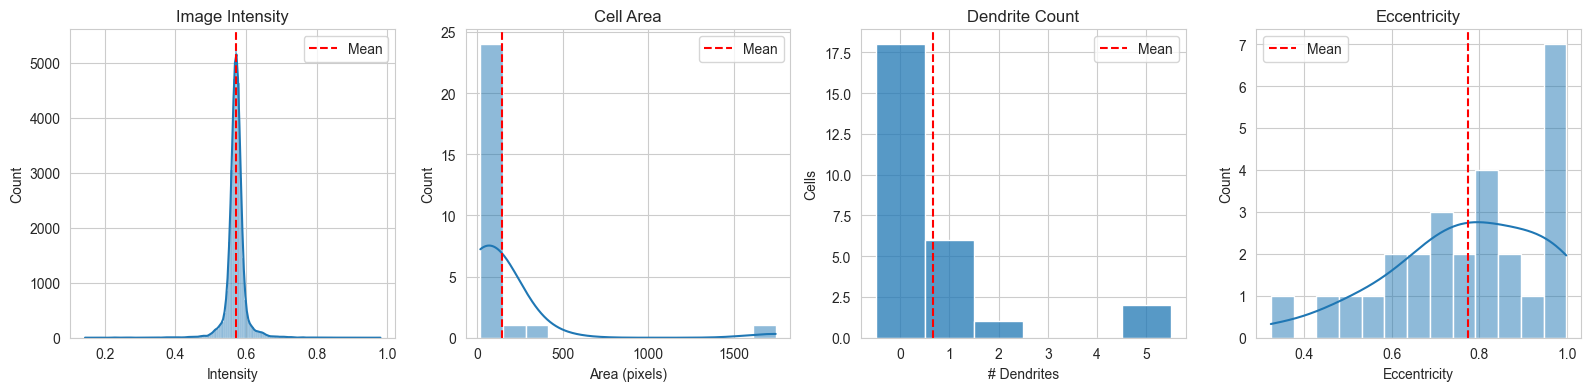 Image Intensity
Mean
5000
4000
3000
2000
1000
0
Count
0.2 0.4 0.6 0.8 1.0
Intensity
Cell Area
Mean
25
20
15
10
5
0
Count
0 500 1000 1500
Area (pixels)
Dendrite Count
Mean
17.5
15.0
12.5
10.0
7.5
5.0
2.5
0.0
Cells
0 1 2 3 4 5
# Dendrites
Eccentricity
Mean
7
6
5
4
3
2
1
0
Count
0.4 0.6 0.8 1.0
Eccentricity